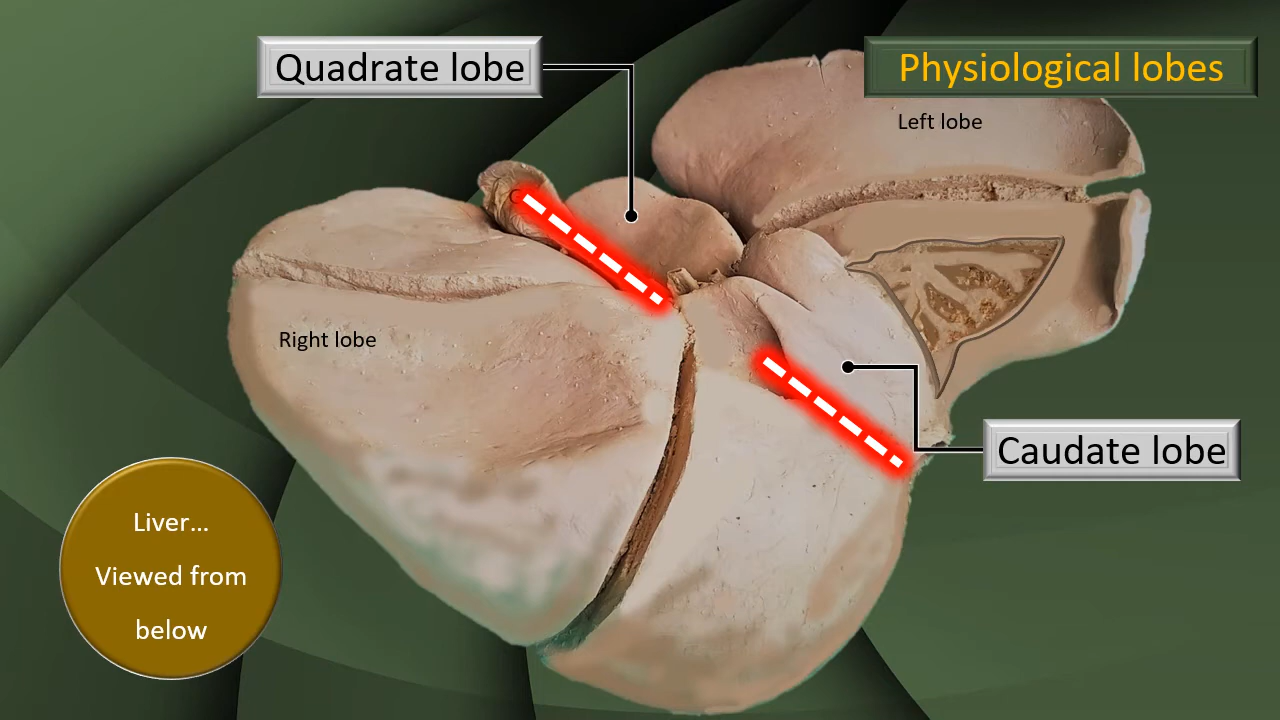 Quadrate lobe
Physiological lobes
Left lobe
Right lobe
Caudate lobe
Liver...
Viewed from
below